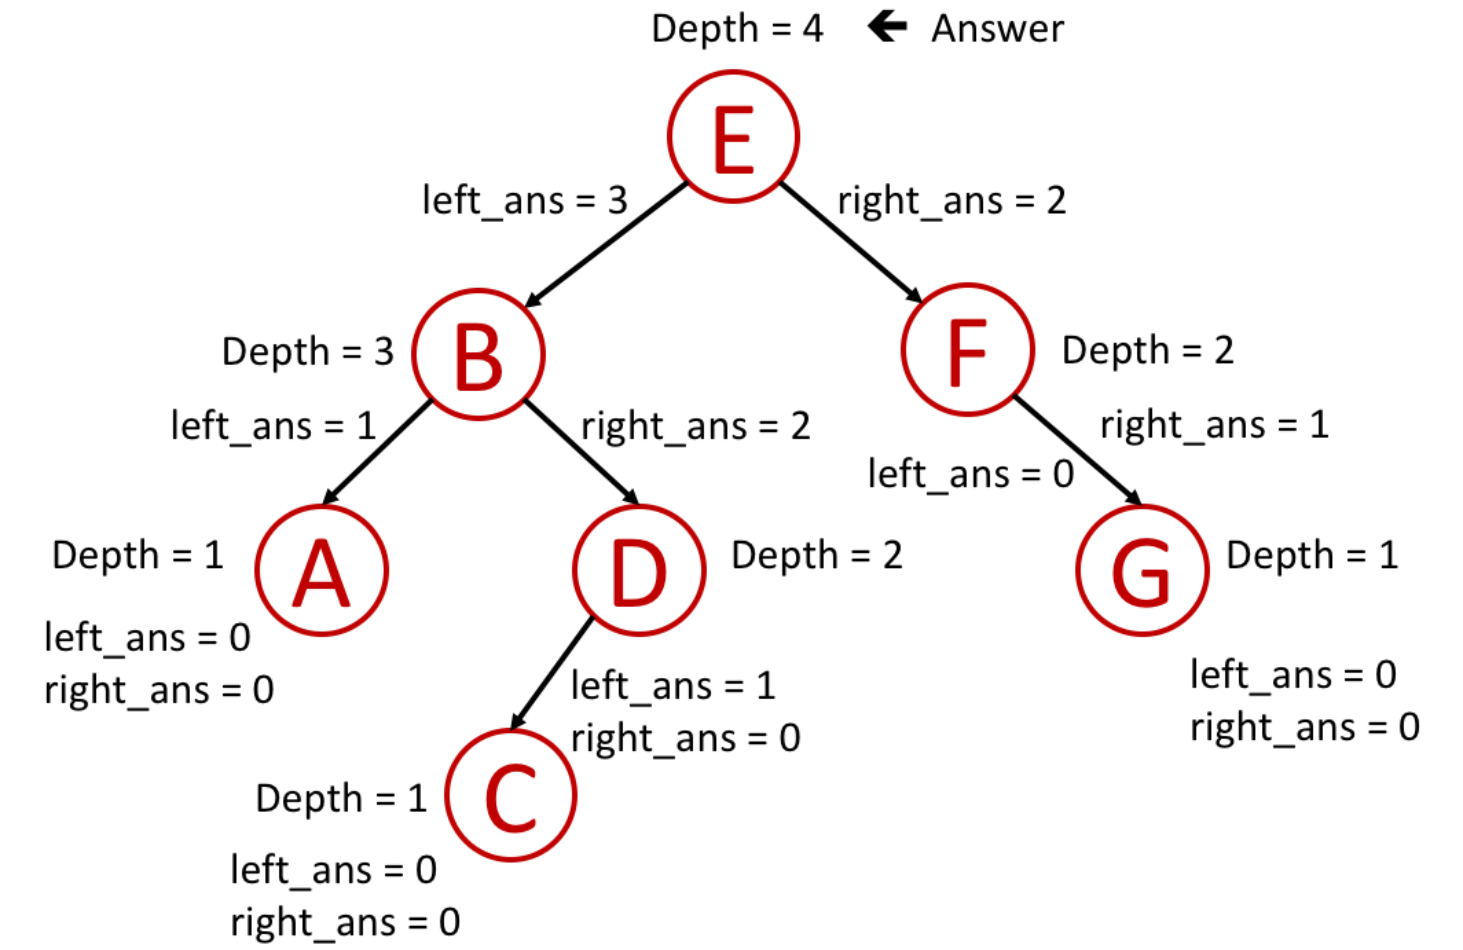 Depth = 4 ← Answer
E
left_ans = 3
right_ans = 2
Depth = 3
B
F
Depth = 2
left_ans = 1
right_ans = 2
right_ans = 1
left_ans = 0
Depth = 1
A
D
Depth = 2
G
Depth = 1
left_ans = 0
right_ans = 0
left_ans = 1
right_ans = 0
left_ans = 0
right_ans = 0
Depth = 1
C
left_ans = 0
right_ans = 0